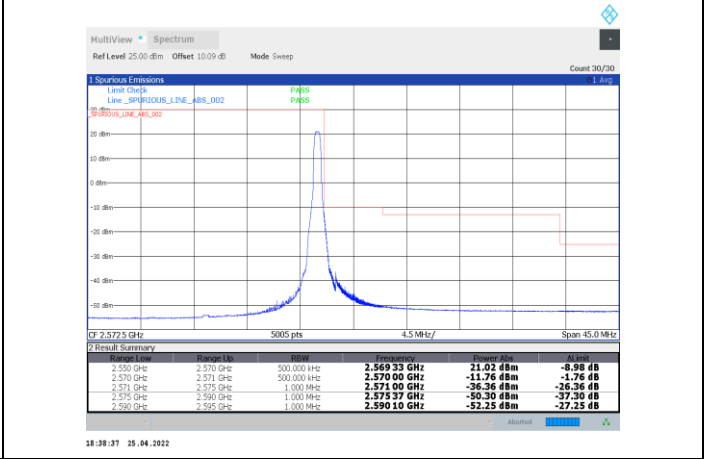 MultiView Spectrum
Ref Level 25.00 dBm Offset 10.09 dB Mode Sweep
Count 30/30
1 Spurious Emissions 1 Avg
Limit Check PASS
Line _SPURIOUS_LINE_ABS_002 PASS
30 dBm
_SPURIOUS_LINE_ABS_002
20 dBm
10 dBm
0 dBm
-10 dBm
-20 dBm
-30 dBm
-40 dBm
-50 dBm
CF 2.5725 GHz 5005 pts 4.5 MHz/ Span 45.0 MHz
2 Result Summary
Range Low Range Up RBW Frequency Power Abs ΔLimit
2.550 GHz 2.570 GHz 500.000 kHz 2.569 33 GHz 21.02 dBm -8.98 dB
2.570 GHz 2.571 GHz 500.000 kHz 2.570 00 GHz -11.76 dBm -1.76 dB
2.571 GHz 2.575 GHz 1.000 MHz 2.571 00 GHz -36.36 dBm -26.36 dB
2.575 GHz 2.590 GHz 1.000 MHz 2.575 37 GHz -50.30 dBm -37.30 dB
2.590 GHz 2.595 GHz 1.000 MHz 2.590 10 GHz -52.25 dBm -27.25 dB
Aborted
18:38:37 25.04.2022